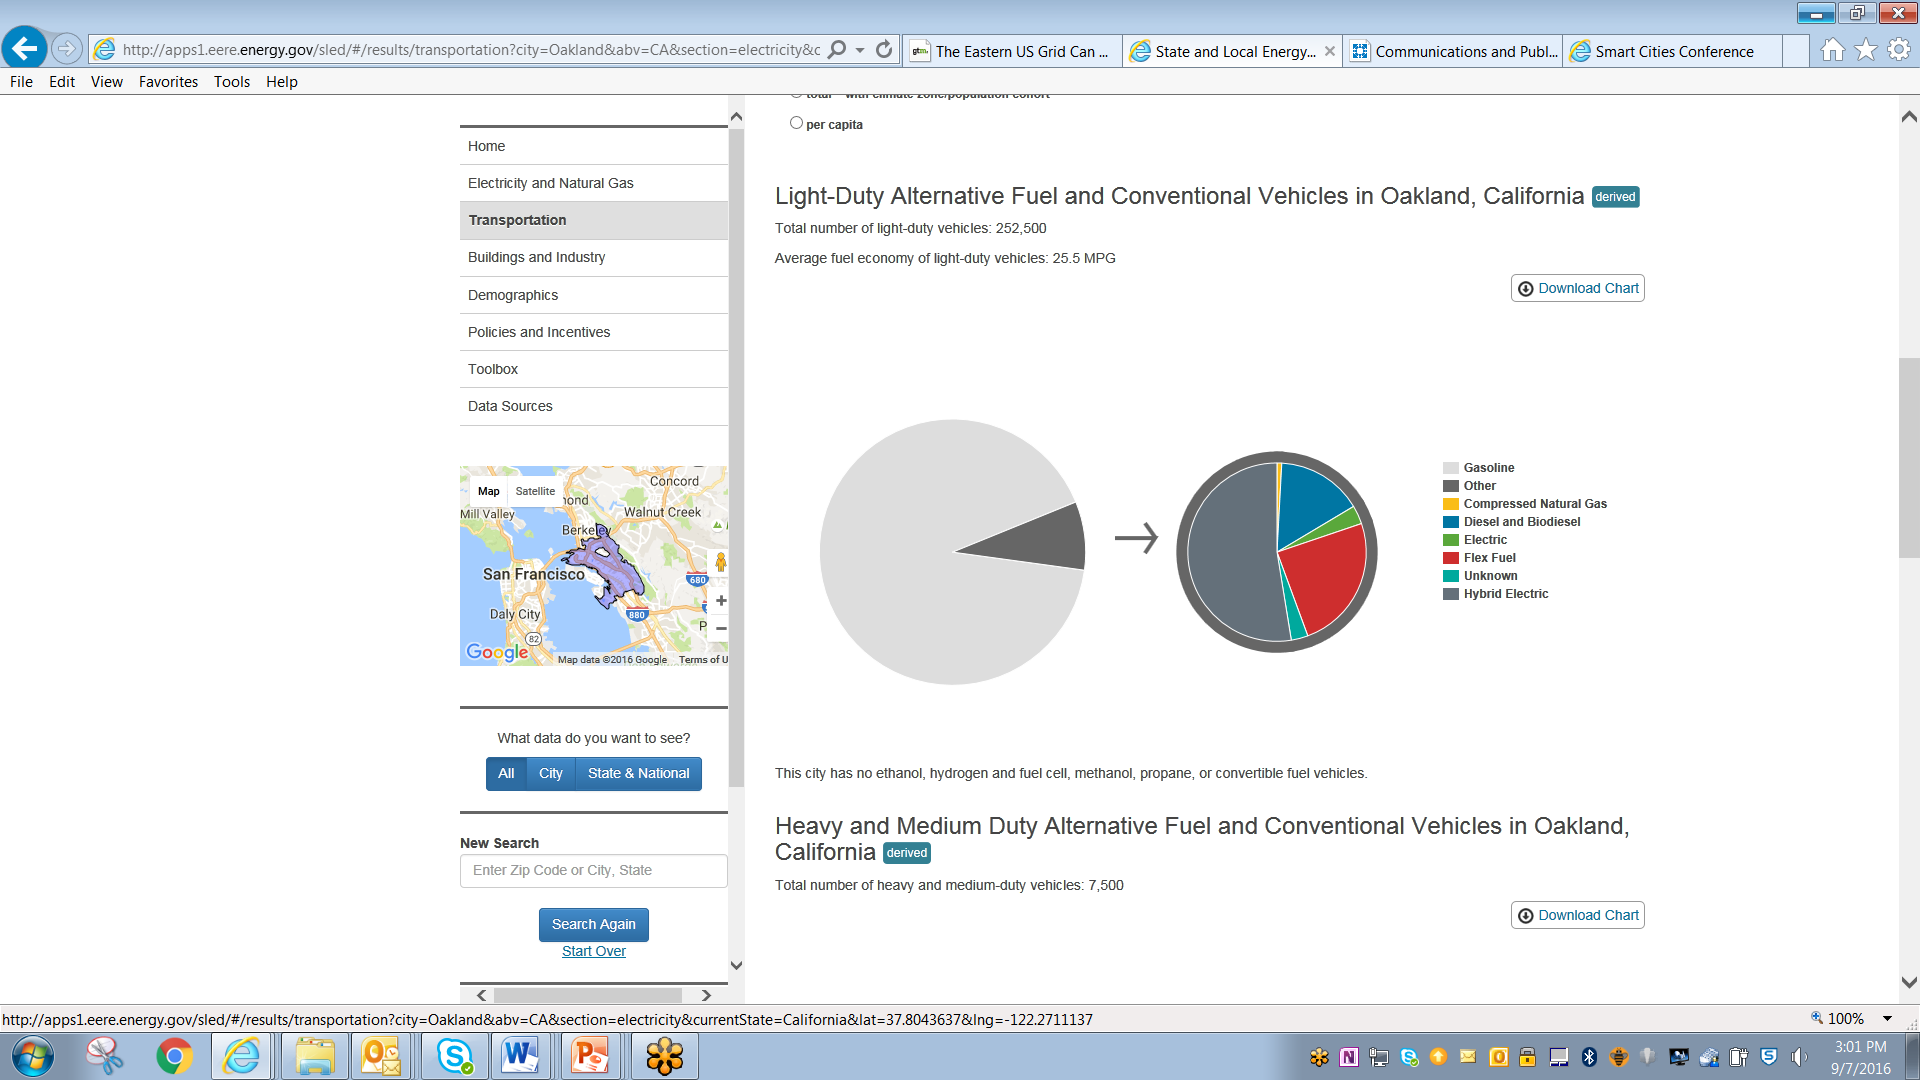 http://apps1.eere.energy.gov/sled/#/results/transportation?city=Oakland&abv=CA&section=electricity&c
The Eastern US Grid Can ...
State and Local Energy...
Communications and Publ...
Smart Cities Conference
File Edit View Favorites Tools Help
total - with climate zone/population cohort
per capita
Home
Electricity and Natural Gas
Transportation
Buildings and Industry
Demographics
Policies and Incentives
Toolbox
Data Sources
Map Satellite
Concord
mond
Mill Valley
Walnut Creek
Berkeley
San Francisco
680
Daly City
880
82
P
Google
Map data ©2016 Google Terms of U
What data do you want to see?
All City State & National
New Search
Enter Zip Code or City, State
Search Again
Start Over
Light-Duty Alternative Fuel and Conventional Vehicles in Oakland, California derived
Total number of light-duty vehicles: 252,500
Average fuel economy of light-duty vehicles: 25.5 MPG
Download Chart
Gasoline
Other
Compressed Natural Gas
Diesel and Biodiesel
Electric
Flex Fuel
Unknown
Hybrid Electric
This city has no ethanol, hydrogen and fuel cell, methanol, propane, or convertible fuel vehicles.
Heavy and Medium Duty Alternative Fuel and Conventional Vehicles in Oakland,
California derived
Total number of heavy and medium-duty vehicles: 7,500
Download Chart
http://apps1.eere.energy.gov/sled/#/results/transportation?city=Oakland&abv=CA&section=electricity&currentState=California&lat=37.8043637&lng=-122.2711137
100%
3:01 PM
9/7/2016